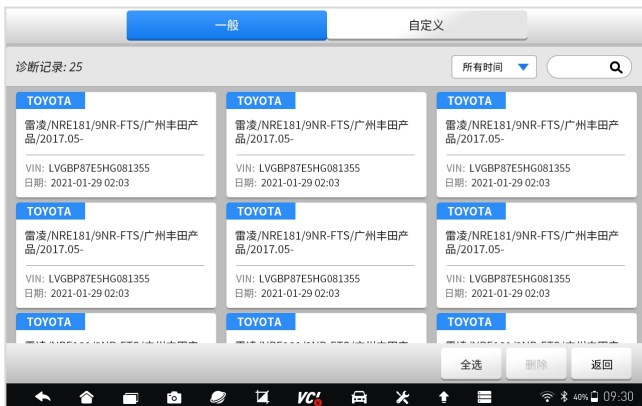 一般
自定义
诊断记录: 25
所有时间
TOYOTA
雷凌/NRE181/9NR-FTS/广州丰田产
品/2017.05-
VIN: LVGBP87E5HG081355
日期: 2021-01-29 02:03
TOYOTA
雷凌/NRE181/9NR-FTS/广州丰田产
品/2017.05-
VIN: LVGBP87E5HG081355
日期: 2021-01-29 02:03
TOYOTA
雷凌/NRE181/9NR-FTS/广州丰田产
品/2017.05-
VIN: LVGBP87E5HG081355
日期: 2021-01-29 02:03
TOYOTA
雷凌/NRE181/9NR-FTS/广州丰田产
品/2017.05-
VIN: LVGBP87E5HG081355
日期: 2021-01-29 02:03
TOYOTA
雷凌/NRE181/9NR-FTS/广州丰田产
品/2017.05-
VIN: LVGBP87E5HG081355
日期: 2021-01-29 02:03
TOYOTA
雷凌/NRE181/9NR-FTS/广州丰田产
品/2017.05-
VIN: LVGBP87E5HG081355
日期: 2021-01-29 02:03
TOYOTA
TOYOTA
TOYOTA
全选
删除
返回
VCI
40%
09:30